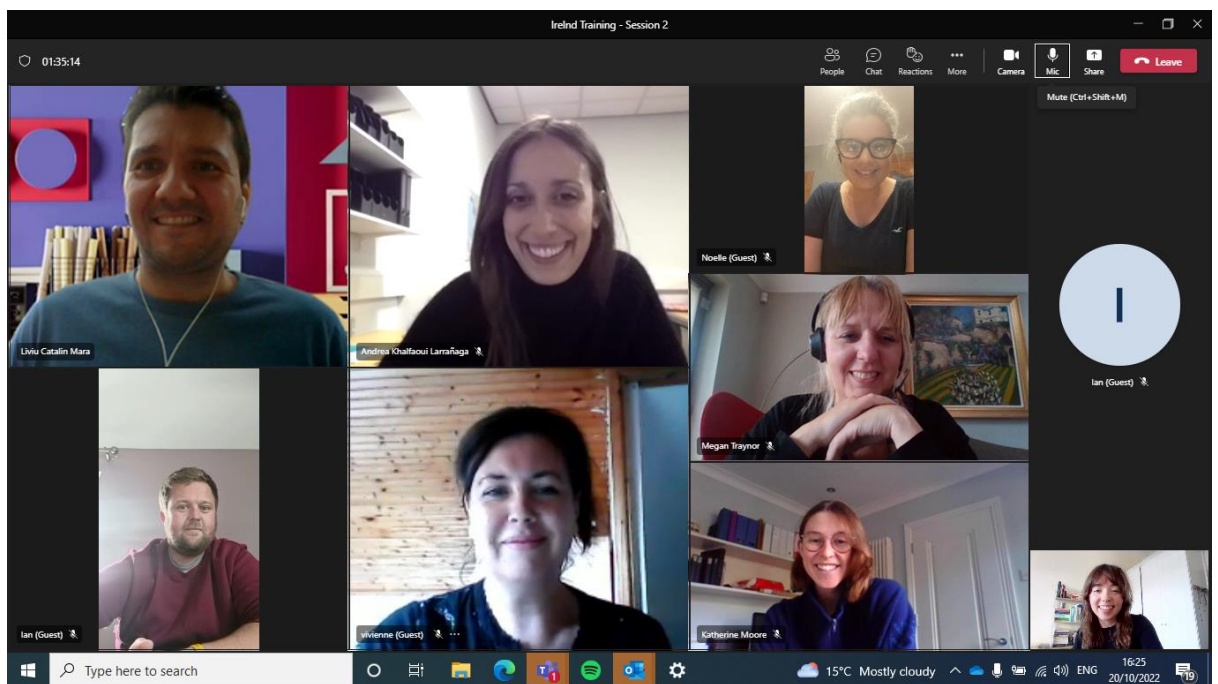 Irelnd Training - Session 2
01:35:14
People
Chat
Reactions
More
Camera
Mic
Share
Leave
Mute (Ctrl+Shift+M)
Liviu Catalin Mara
Andrea Khalfaoui Larrañaga
Noelle (Guest)
Megan Traynor
I
Ian (Guest)
Ian (Guest)
vivienne (Guest) ...
Katherine Moore
Type here to search
1
15°C Mostly cloudy
ENG
16:25
20/10/2022
19